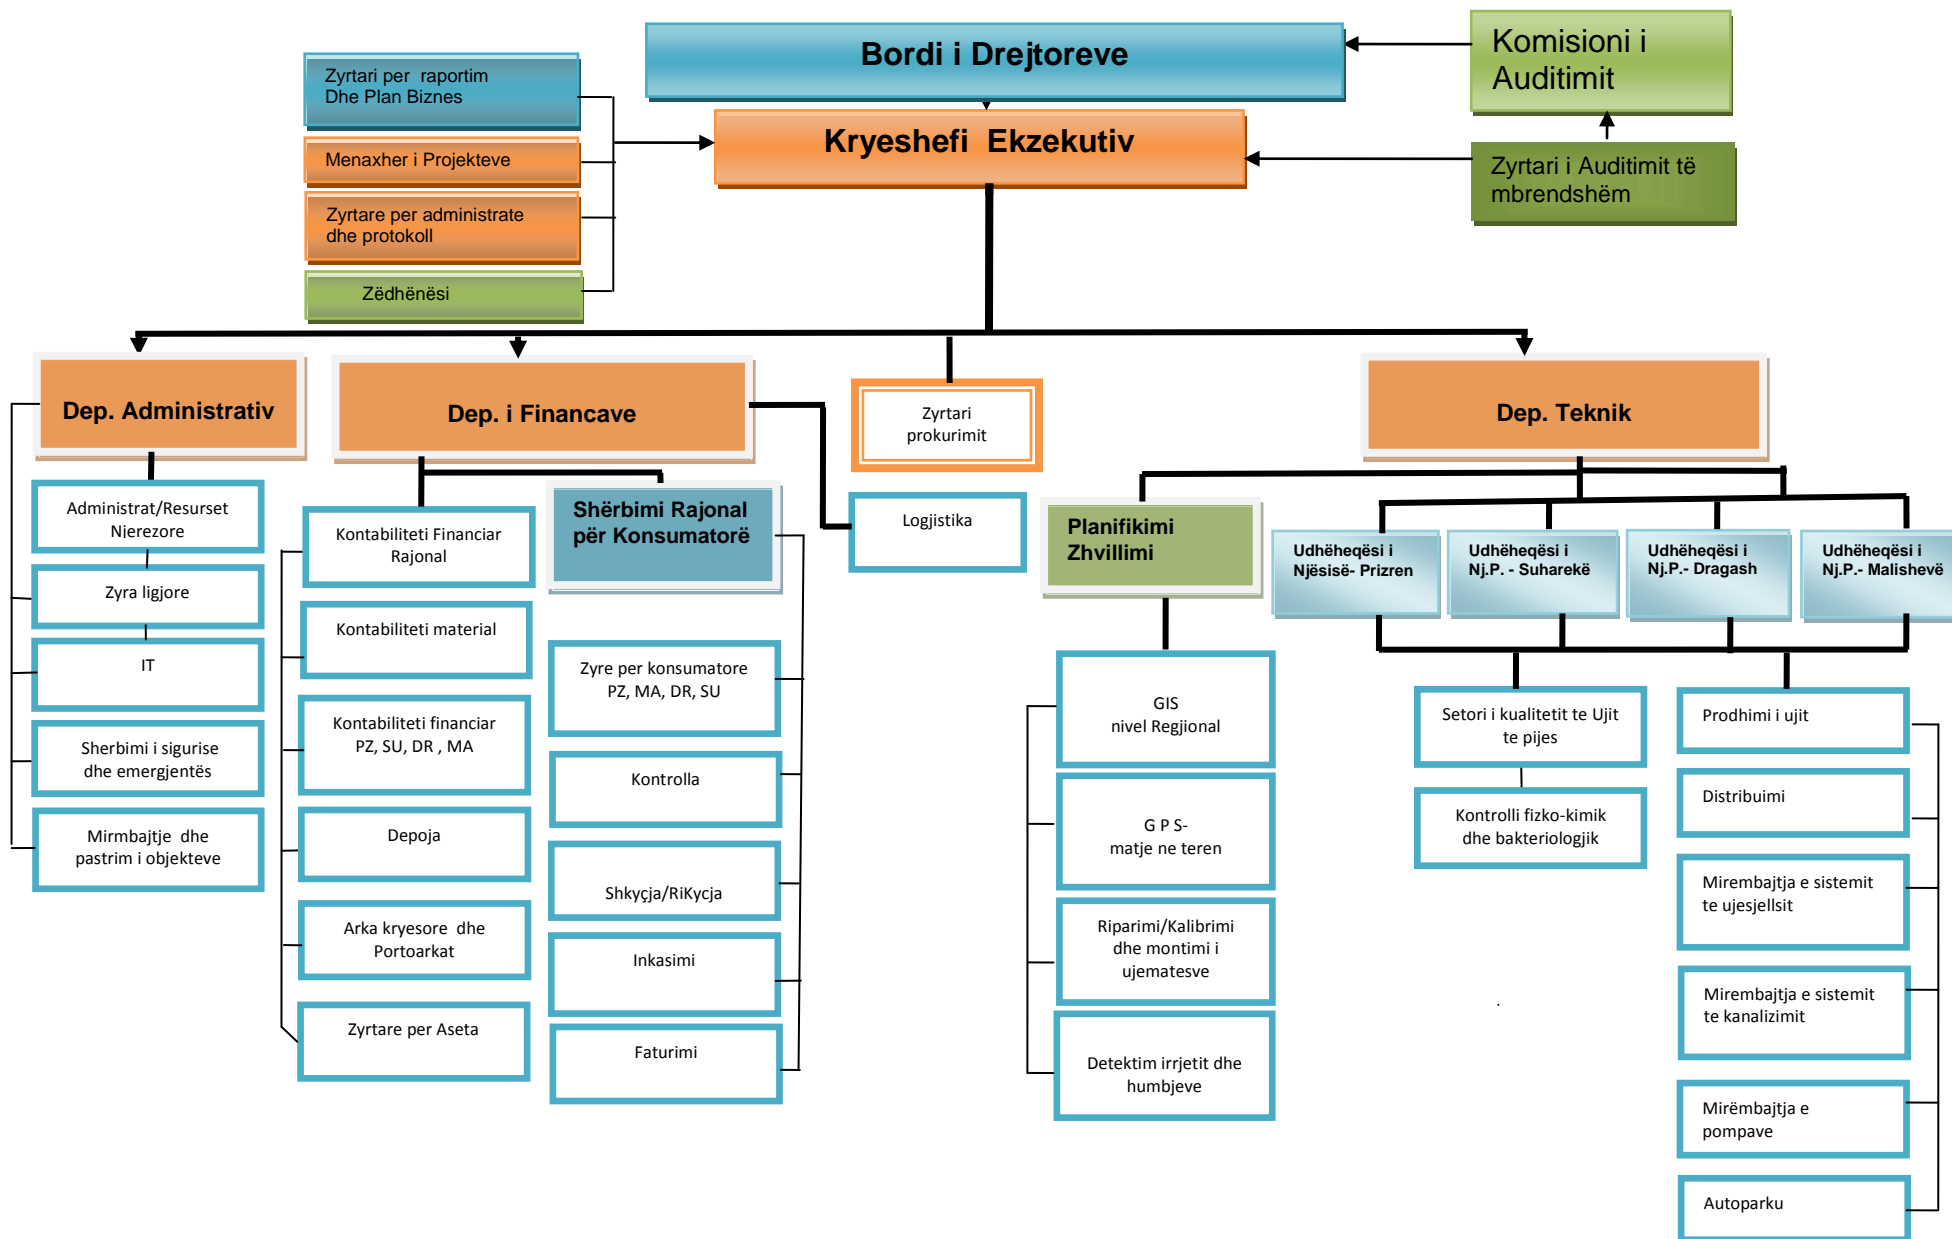 Bordi i Drejtoreve
Komisioni i
Auditimit
Zyrtari per raportim
Dhe Plan Biznes
Kryeshefi Ekzekutiv
Menaxher i Projekteve
Zyrtari i Auditimit të
mbrendshëm
Zyrtare per administrate
dhe protokoll
Zëdhënësi
Dep. Administrativ
Dep. i Financave
Zyrtari
prokurimit
Dep. Teknik
Administrat/Resurset
Njerezore
Zyra ligjore
IT
Sherbimi i sigurise
dhe emergjentës
Mirmbajtje dhe
pastrim i objekteve
Kontabiliteti Financiar
Rajonal
Kontabiliteti material
Kontabiliteti financiar
PZ, SU, DR , MA
Depoja
Arka kryesore dhe
Portoarkat
Zyrtare per Aseta
Shërbimi Rajonal
për Konsumatorë
Zyre per konsumatore
PZ, MA, DR, SU
Kontrolla
Shkyçja/RiKycja
Inkasimi
Faturimi
Logjistika
Planifikimi
Zhvillimi
GIS
nivel Regjional
G P S-
matje ne teren
Riparimi/Kalibrimi
dhe montimi i
ujematesve
Detektim irrjetit dhe
humbjeve
Udhëheqësi i
Njësisë- Prizren
Udhëheqësi i
Nj.P. - Suharekë
Udhëheqësi i
Nj.P.- Dragash
Udhëheqësi i
Nj.P.- Malishevë
Setori i kualitetit te Ujit
te pijes
Kontrolli fizko-kimik
dhe bakteriologjik
.
Prodhimi i ujit
Distribuimi
Mirembajtja e sistemit
te ujesjellsit
Mirembajtja e sistemit
te kanalizimit
Mirëmbajtja e
pompave
Autoparku